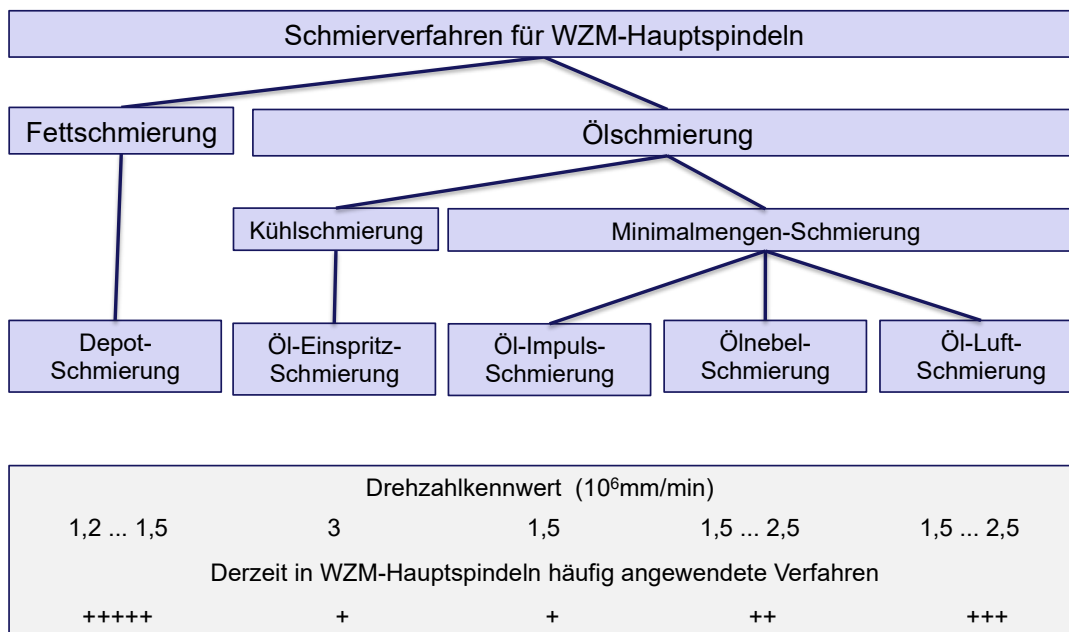 Schmierverfahren für WZM-Hauptspindeln
Fettschmierung
Ölschmierung
Kühlschmierung
Minimalmengen-Schmierung
Depot-
Schmierung
Öl-Einspritz-
Schmierung
Öl-Impuls-
Schmierung
Ölnebel-
Schmierung
Öl-Luft-
Schmierung
Drehzahlkennwert (10⁶mm/min)
1,2 ... 1,5 3 1,5 1,5 ... 2,5 1,5 ... 2,5
Derzeit in WZM-Hauptspindeln häufig angewendete Verfahren
+++++ + + ++ +++